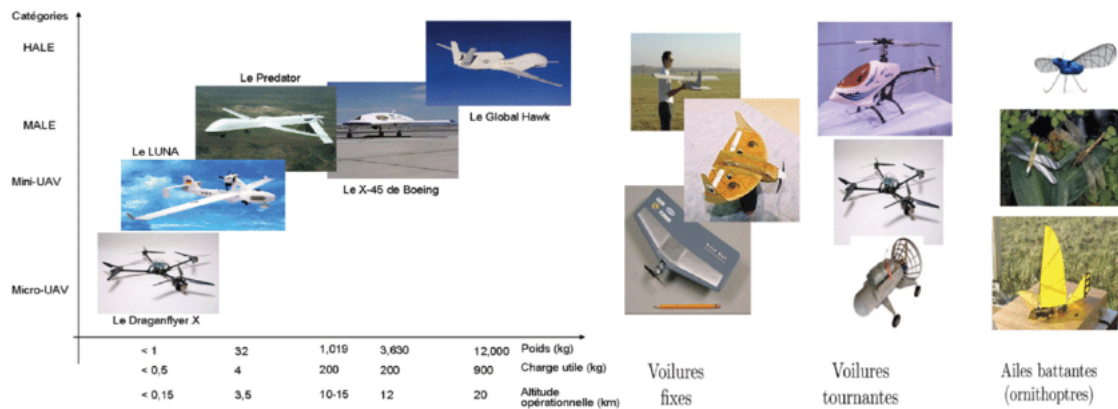 Catégories
HALE
MALE
Mini-UAV
Micro-UAV
Le Predator
Le Global Hawk
Le LUNA
Le X-45 de Boeing
Le Draganflyer X
< 1 32 1,019 3,630 12,000 Poids (kg)
< 0,5 4 200 200 900 Charge utile (kg)
< 0,15 3,5 10-15 12 20 Altitude
opérationnelle (km)
Voilures
fixes
Voilures
tournantes
Ailes battantes
(ornithoptres)